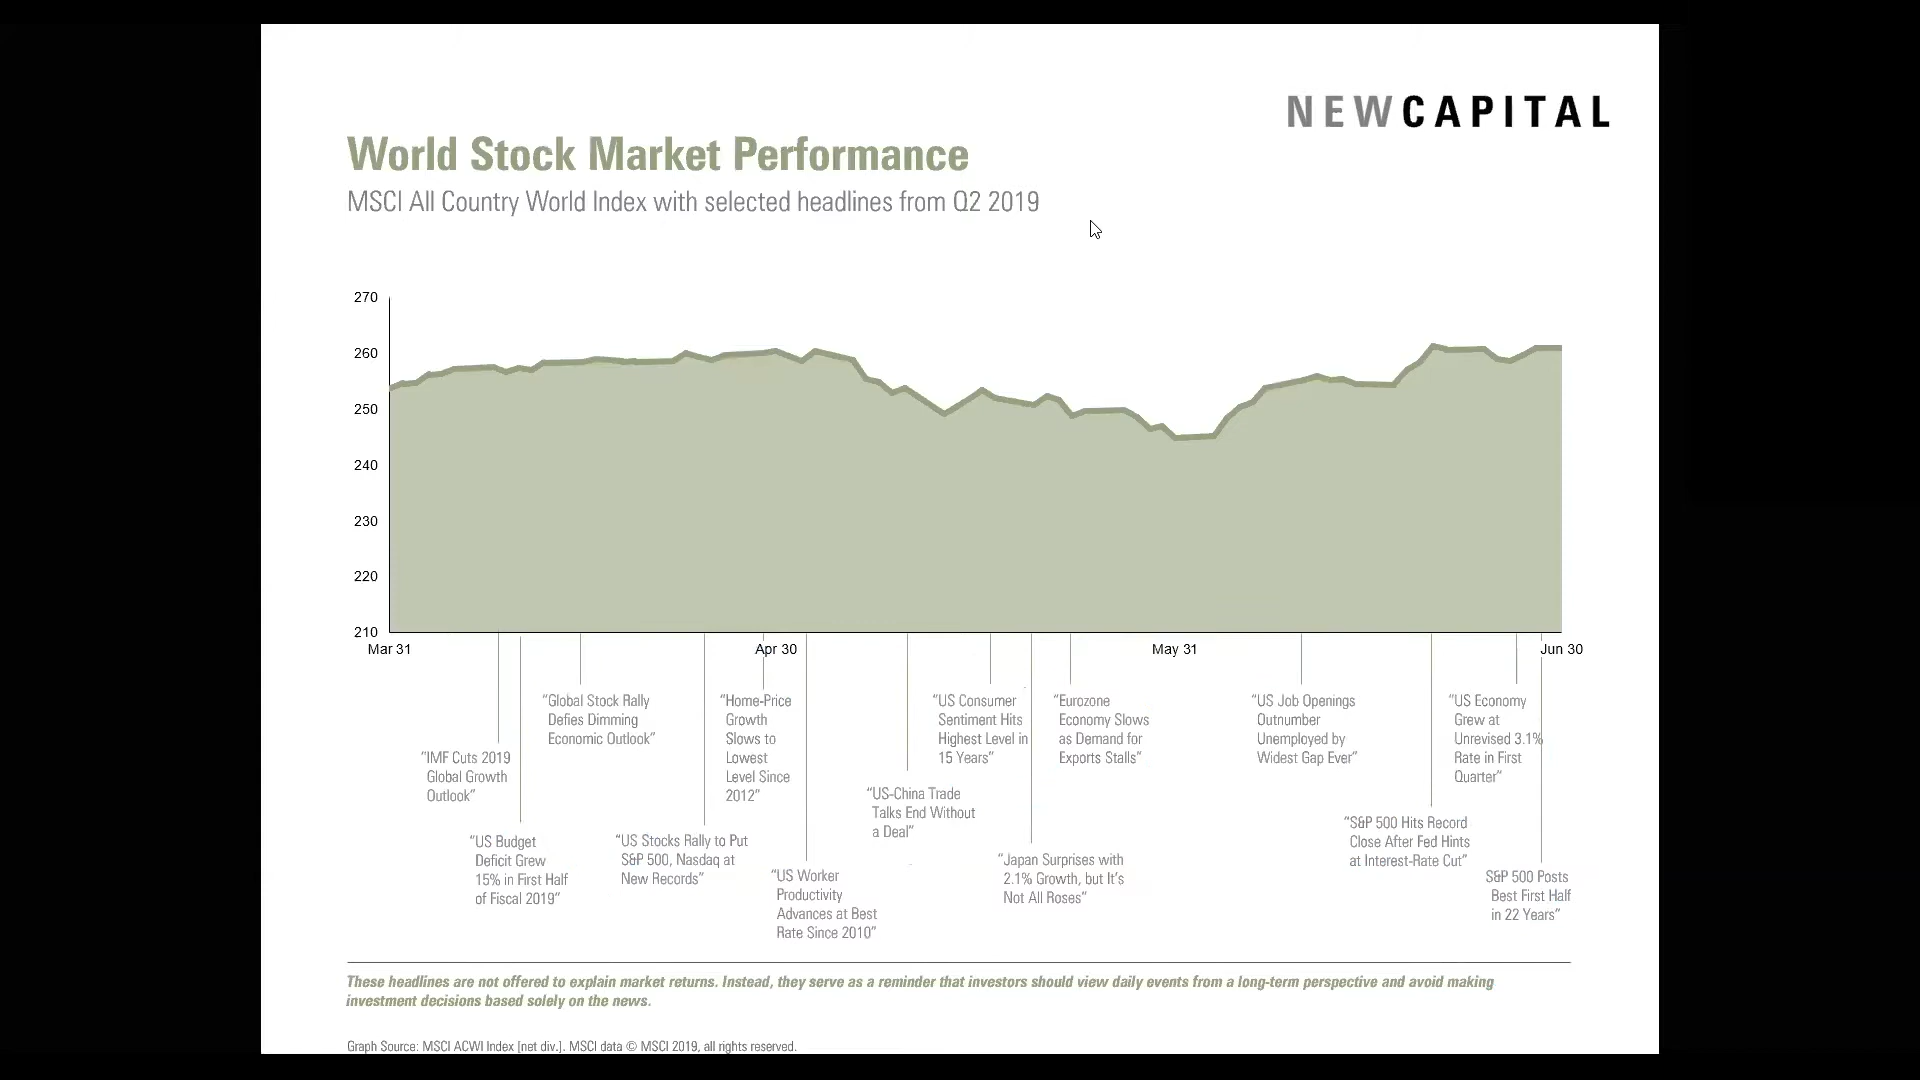 NEWCAPITAL
World Stock Market Performance
MSCI All Country World Index with selected headlines from Q2 2019
270
260
250
240
230
220
210
Mar 31
Apr 30
May 31
Jun 30
“IMF Cuts 2019
Global Growth
Outlook”
“US Budget
Deficit Grew
15% in First Half
of Fiscal 2019”
“Global Stock Rally
Defies Dimming
Economic Outlook”
“US Stocks Rally to Put
S&P 500, Nasdaq at
New Records”
“Home-Price
Growth
Slows to
Lowest
Level Since
2012”
“US Worker
Productivity
Advances at Best
Rate Since 2010”
“US-China Trade
Talks End Without
a Deal”
“US Consumer
Sentiment Hits
Highest Level in
15 Years”
“Japan Surprises with
2.1% Growth, but It’s
Not All Roses”
“Eurozone
Economy Slows
as Demand for
Exports Stalls”
“US Job Openings
Outnumber
Unemployed by
Widest Gap Ever”
“S&P 500 Hits Record
Close After Fed Hints
at Interest-Rate Cut”
“US Economy
Grew at
Unrevised 3.1%
Rate in First
Quarter”
S&P 500 Posts
Best First Half
in 22 Years”
These headlines are not offered to explain market returns. Instead, they serve as a reminder that investors should view daily events from a long-term perspective and avoid making
investment decisions based solely on the news.
Graph Source: MSCI ACWI Index [net div.]. MSCI data © MSCI 2019, all rights reserved.